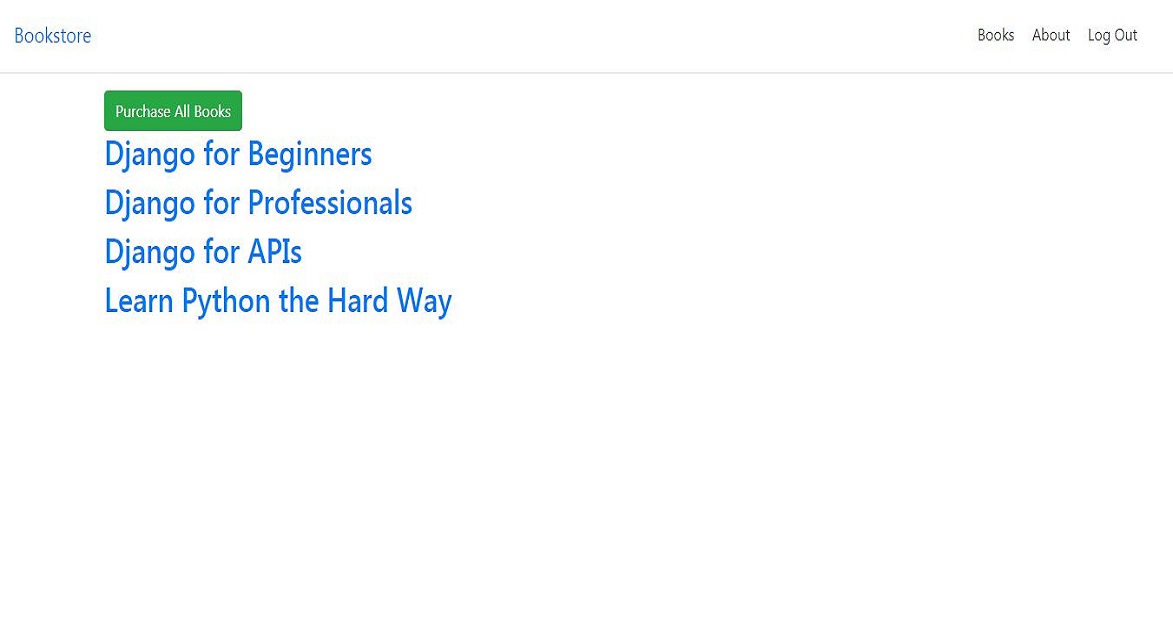 Bookstore Books About Log Out
Purchase All Books
Django for Beginners
Django for Professionals
Django for APIs
Learn Python the Hard Way